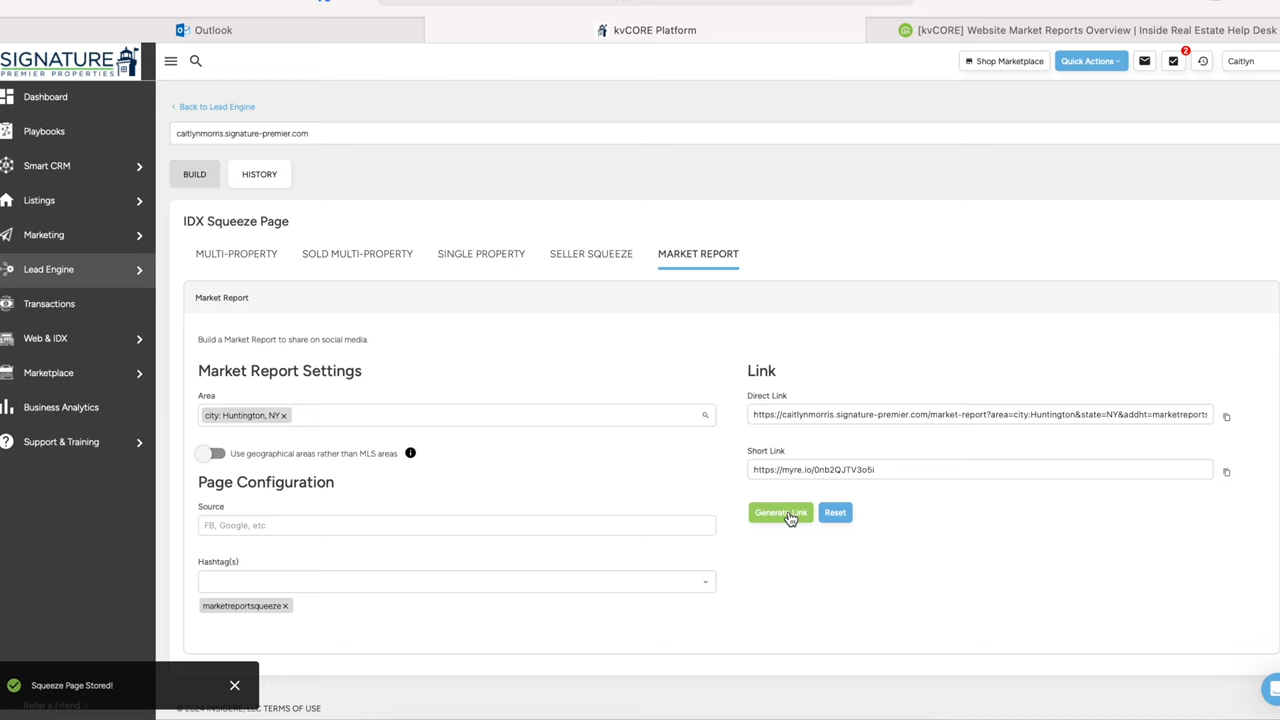 Outlook
kvCORE Platform
[kvCORE] Website Market Reports Overview | Inside Real Estate Help Desk
SIGNATURE
PREMIER PROPERTIES
Shop Marketplace
Quick Actions
2
Caitlyn
Dashboard
Playbooks
Smart CRM
Listings
Marketing
Lead Engine
Transactions
Web & IDX
Marketplace
Business Analytics
Support & Training
< Back to Lead Engine
caitlynmorris.signature-premier.com
BUILD
HISTORY
IDX Squeeze Page
MULTI-PROPERTY
SOLD MULTI-PROPERTY
SINGLE PROPERTY
SELLER SQUEEZE
MARKET REPORT
Market Report
Build a Market Report to share on social media.
Market Report Settings
Area
city: Huntington, NY
Use geographical areas rather than MLS areas
Page Configuration
Source
FB, Google, etc
Hashtag(s)
marketreportsqueeze
Link
Direct Link
https://caitlynmorris.signature-premier.com/market-report?area=city:Huntington&state=NY&addht=marketreports
Short Link
https://myre.io/0nb2QJTV3o5i
Generate Link
Reset
Squeeze Page Stored!
Refer a Friend
© 2024 INSIDERE, LLC TERMS OF USE